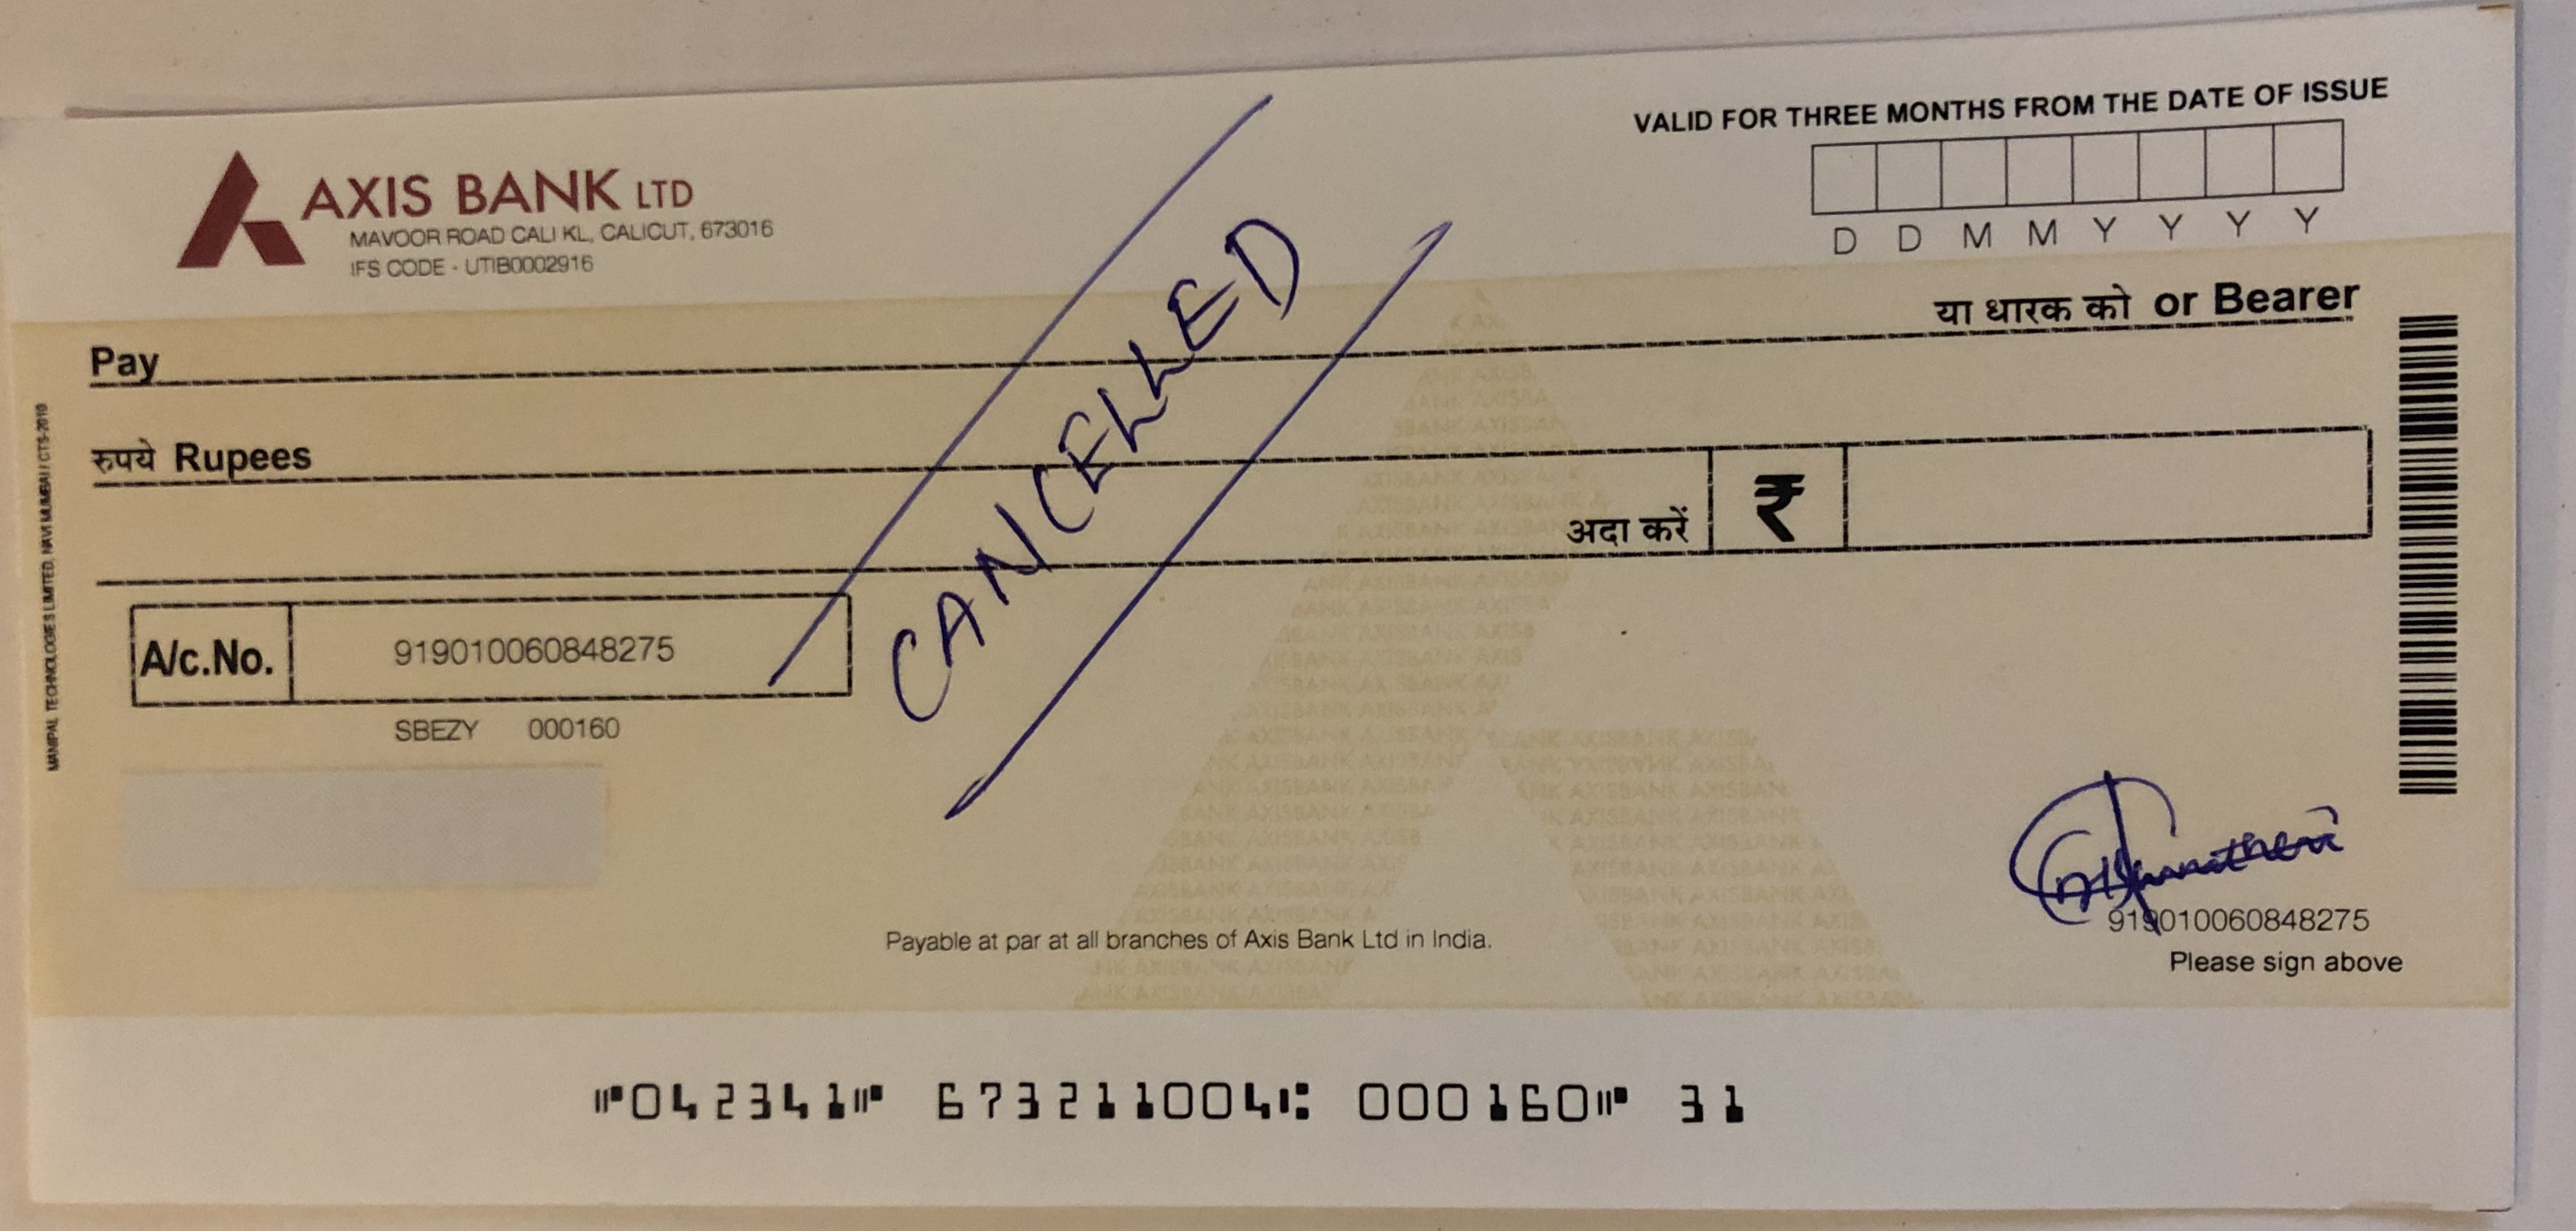 VALID FOR THREE MONTHS FROM THE DATE OF ISSUE
D D M M Y Y Y Y
AXIS BANK LTD
MAVOOR ROAD CALI KL, CALICUT, 673016
IFS CODE - UTIB0002916
CANCELLED
Pay या धारक को or Bearer
रुपये Rupees
अदा करें ₹
A/c.No. 919010060848275
SBEZY 000160
MANIPAL TECHNOLOGIES LIMITED, NAVI MUMBAI / CTS-2010
919010060848275
Please sign above
Payable at par at all branches of Axis Bank Ltd in India.
⑈042341⑈ 673211004⑆ 000160⑈ 31